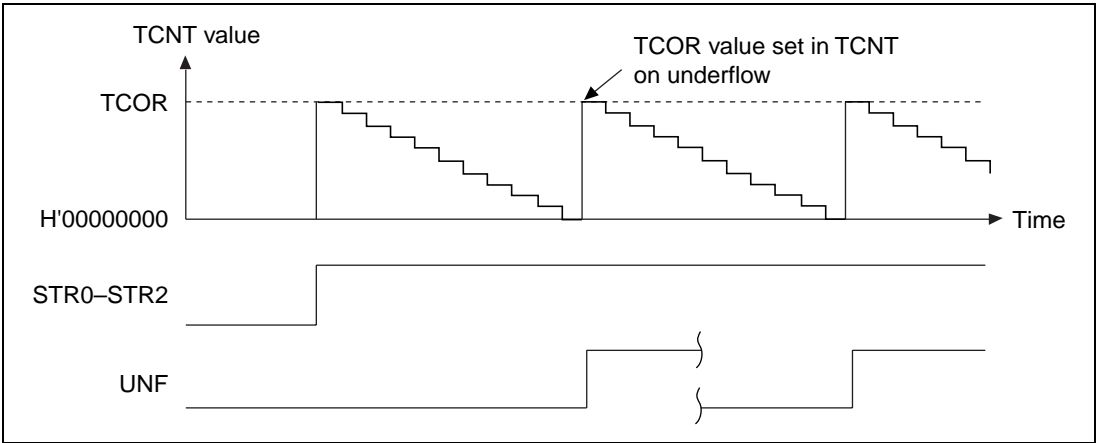 TCNT value
TCOR value set in TCNT
on underflow
TCOR
H'00000000
Time
STR0–STR2
UNF